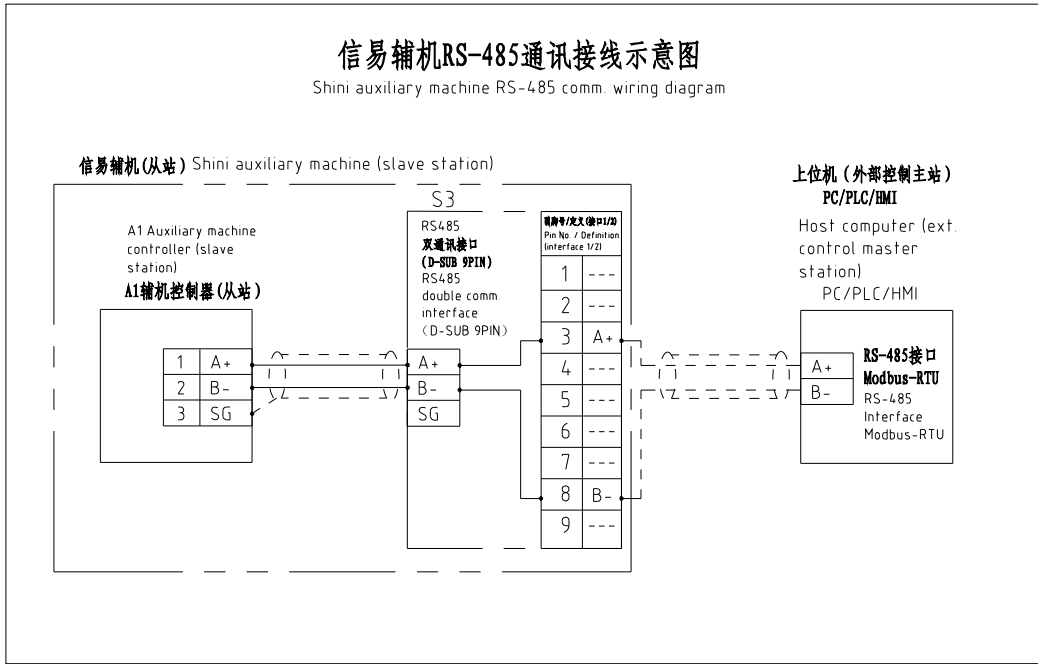 信易辅机RS-485通讯接线示意图
Shini auxiliary machine RS-485 comm. wiring diagram
信易辅机(从站) Shini auxiliary machine (slave station)
A1 Auxiliary machine
controller (slave
station)
A1辅机控制器(从站)
1 A+
2 B-
3 SG
S3
RS485
双通讯接口
(D-SUB 9PIN)
RS485
double comm.
interface
(D-SUB 9PIN)
A+
B-
SG
/定义(接口1/2)
Pin No. / Definition
(interface 1/2)
1 ---
2 ---
3 A+
4 ---
5 ---
6 ---
7 ---
8 B-
9 ---
上位机(外部控制主站)
PC/PLC/HMI
Host computer (ext.
control master
station)
PC/PLC/HMI
A+
B-
RS-485接口
Modbus-RTU
RS-485
Interface
Modbus-RTU